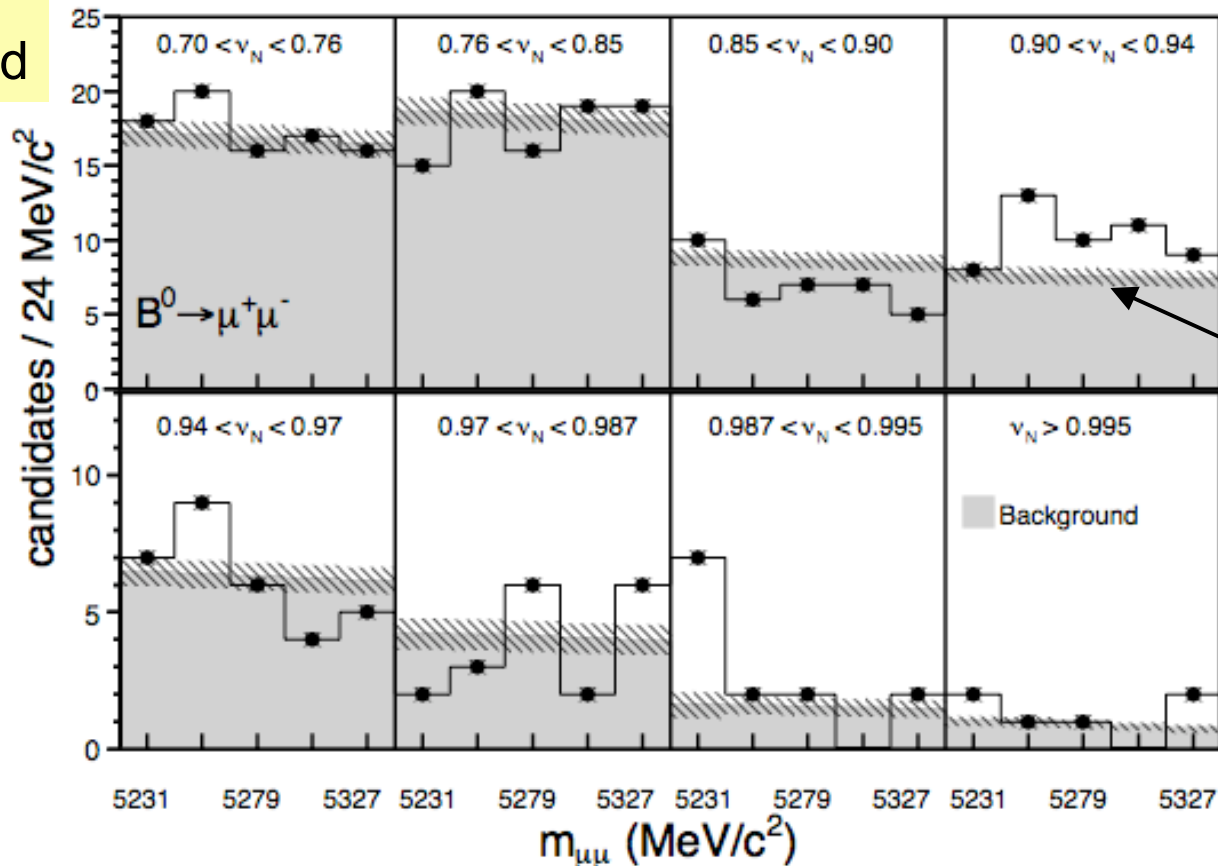 d
25
20
15
10
5
0
10
5
0
candidates / 24 MeV/c²
0.70 < ν_N < 0.76
0.76 < ν_N < 0.85
0.85 < ν_N < 0.90
0.90 < ν_N < 0.94
B⁰→μ⁺μ⁻
0.94 < ν_N < 0.97
0.97 < ν_N < 0.987
0.987 < ν_N < 0.995
ν_N > 0.995
Background
5231 5279 5327 5231 5279 5327 5231 5279 5327 5231 5279 5327
m_μμ (MeV/c²)